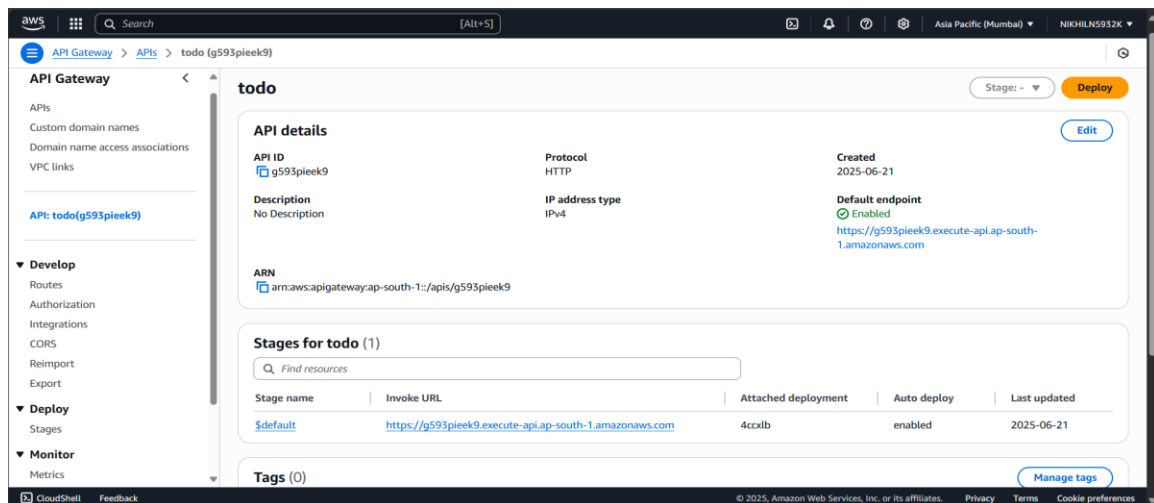 aws
Search
[Alt+S]
Asia Pacific (Mumbai)
NIKHILN5932K
API Gateway > APIs > todo (g593pieek9)
API Gateway
APIs
Custom domain names
Domain name access associations
VPC links
API: todo(g593pieek9)
Develop
Routes
Authorization
Integrations
CORS
Reimport
Export
Deploy
Stages
Monitor
Metrics
todo
Stage: -
Deploy
API details
Edit
API ID
g593pieek9
Protocol
HTTP
Created
2025-06-21
Description
No Description
IP address type
IPv4
Default endpoint
Enabled
https://g593pieek9.execute-api.ap-south-
1.amazonaws.com
ARN
arn:aws:apigateway:ap-south-1::/apis/g593pieek9
Stages for todo (1)
Find resources
Stage name Invoke URL Attached deployment Auto deploy Last updated
$default https://g593pieek9.execute-api.ap-south-1.amazonaws.com 4ccxlb enabled 2025-06-21
Tags (0)
Manage tags
CloudShell Feedback
© 2025, Amazon Web Services, Inc. or its affiliates. Privacy Terms Cookie preferences